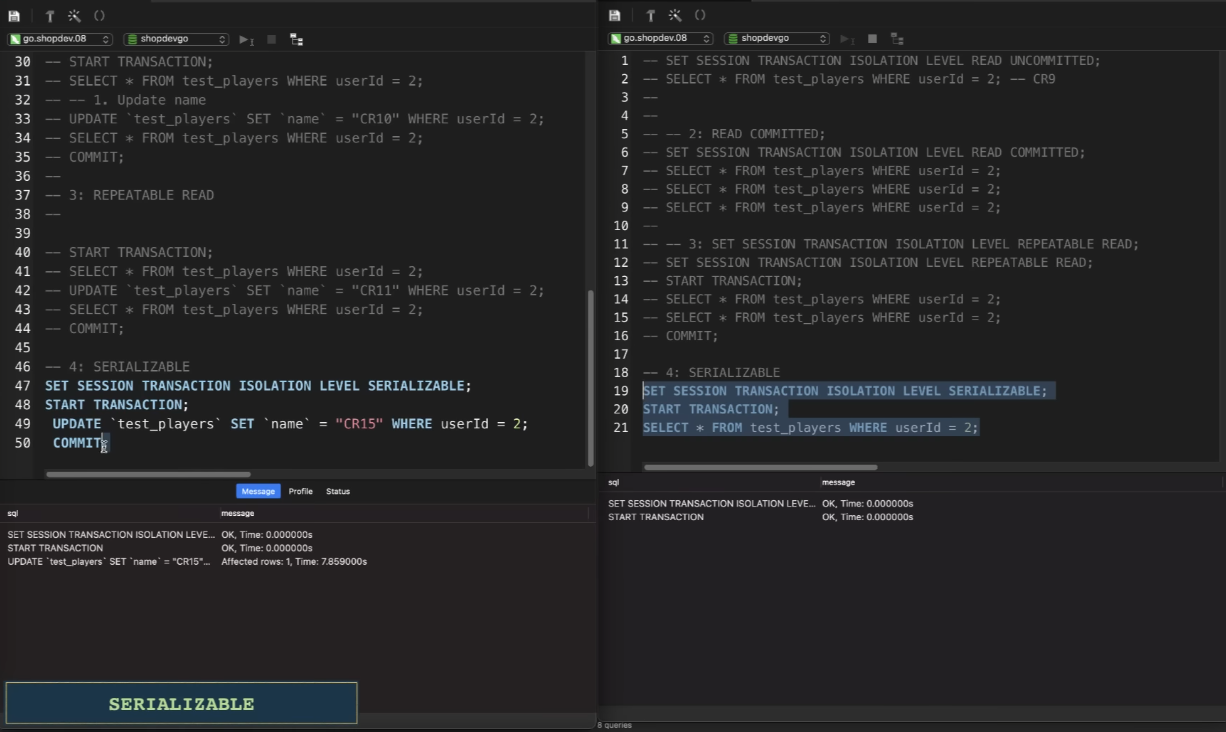 go.shopdev.08 shopdevgo
30 -- START TRANSACTION;
31 -- SELECT * FROM test_players WHERE userId = 2;
32 -- -- 1. Update name
33 -- UPDATE `test_players` SET `name` = "CR10" WHERE userId = 2;
34 -- SELECT * FROM test_players WHERE userId = 2;
35 -- COMMIT;
36 --
37 -- 3: REPEATABLE READ
38 --
39
40 -- START TRANSACTION;
41 -- SELECT * FROM test_players WHERE userId = 2;
42 -- UPDATE `test_players` SET `name` = "CR11" WHERE userId = 2;
43 -- SELECT * FROM test_players WHERE userId = 2;
44 -- COMMIT;
45
46 -- 4: SERIALIZABLE
47 SET SESSION TRANSACTION ISOLATION LEVEL SERIALIZABLE;
48 START TRANSACTION;
49 UPDATE `test_players` SET `name` = "CR15" WHERE userId = 2;
50 COMMIT;
Message Profile Status
sql message
SET SESSION TRANSACTION ISOLATION LEVE... OK, Time: 0.000000s
START TRANSACTION OK, Time: 0.000000s
UPDATE `test_players` SET `name` = "CR15"... Affected rows: 1, Time: 7.859000s
SERIALIZABLE
go.shopdev.08 shopdevgo
1 -- SET SESSION TRANSACTION ISOLATION LEVEL READ UNCOMMITTED;
2 -- SELECT * FROM test_players WHERE userId = 2; -- CR9
3 --
4 --
5 -- -- 2: READ COMMITTED;
6 -- SET SESSION TRANSACTION ISOLATION LEVEL READ COMMITTED;
7 -- SELECT * FROM test_players WHERE userId = 2;
8 -- SELECT * FROM test_players WHERE userId = 2;
9 -- SELECT * FROM test_players WHERE userId = 2;
10 --
11 -- -- 3: SET SESSION TRANSACTION ISOLATION LEVEL REPEATABLE READ;
12 -- SET SESSION TRANSACTION ISOLATION LEVEL REPEATABLE READ;
13 -- START TRANSACTION;
14 -- SELECT * FROM test_players WHERE userId = 2;
15 -- SELECT * FROM test_players WHERE userId = 2;
16 -- COMMIT;
17
18 -- 4: SERIALIZABLE
19 SET SESSION TRANSACTION ISOLATION LEVEL SERIALIZABLE;
20 START TRANSACTION;
21 SELECT * FROM test_players WHERE userId = 2;
sql message
SET SESSION TRANSACTION ISOLATION LEVE... OK, Time: 0.000000s
START TRANSACTION OK, Time: 0.000000s
8 queries